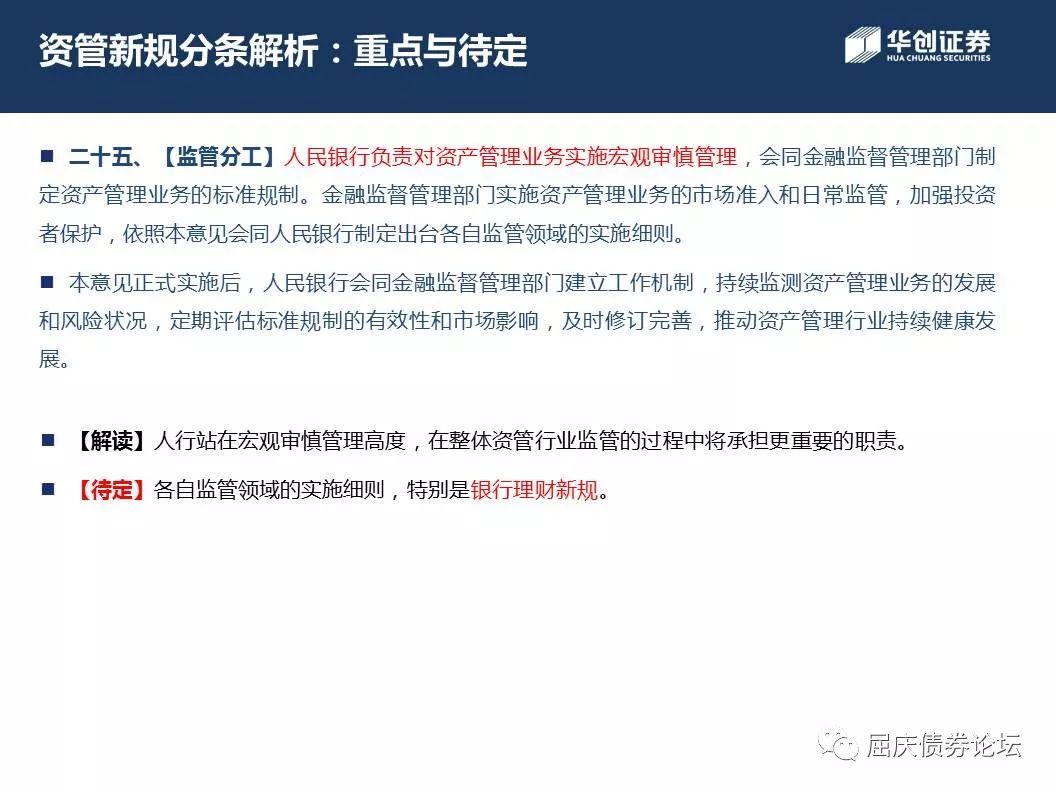 资管新规分条解析：重点与待定
华创证券
HUA CHUANG SECURITIES
■ 二十五、【监管分工】人民银行负责对资产管理业务实施宏观审慎管理，会同金融监督管理部门制
定资产管理业务的标准规制。金融监督管理部门实施资产管理业务的市场准入和日常监管，加强投资
者保护，依照本意见会同人民银行制定出台各自监管领域的实施细则。
■ 本意见正式实施后，人民银行会同金融监督管理部门建立工作机制，持续监测资产管理业务的发展
和风险状况，定期评估标准规制的有效性和市场影响，及时修订完善，推动资产管理行业持续健康发
展。
■ 【解读】人行站在宏观审慎管理高度，在整体资管行业监管的过程中将承担更重要的职责。
■ 【待定】各自监管领域的实施细则，特别是银行理财新规。
屈庆债券论坛